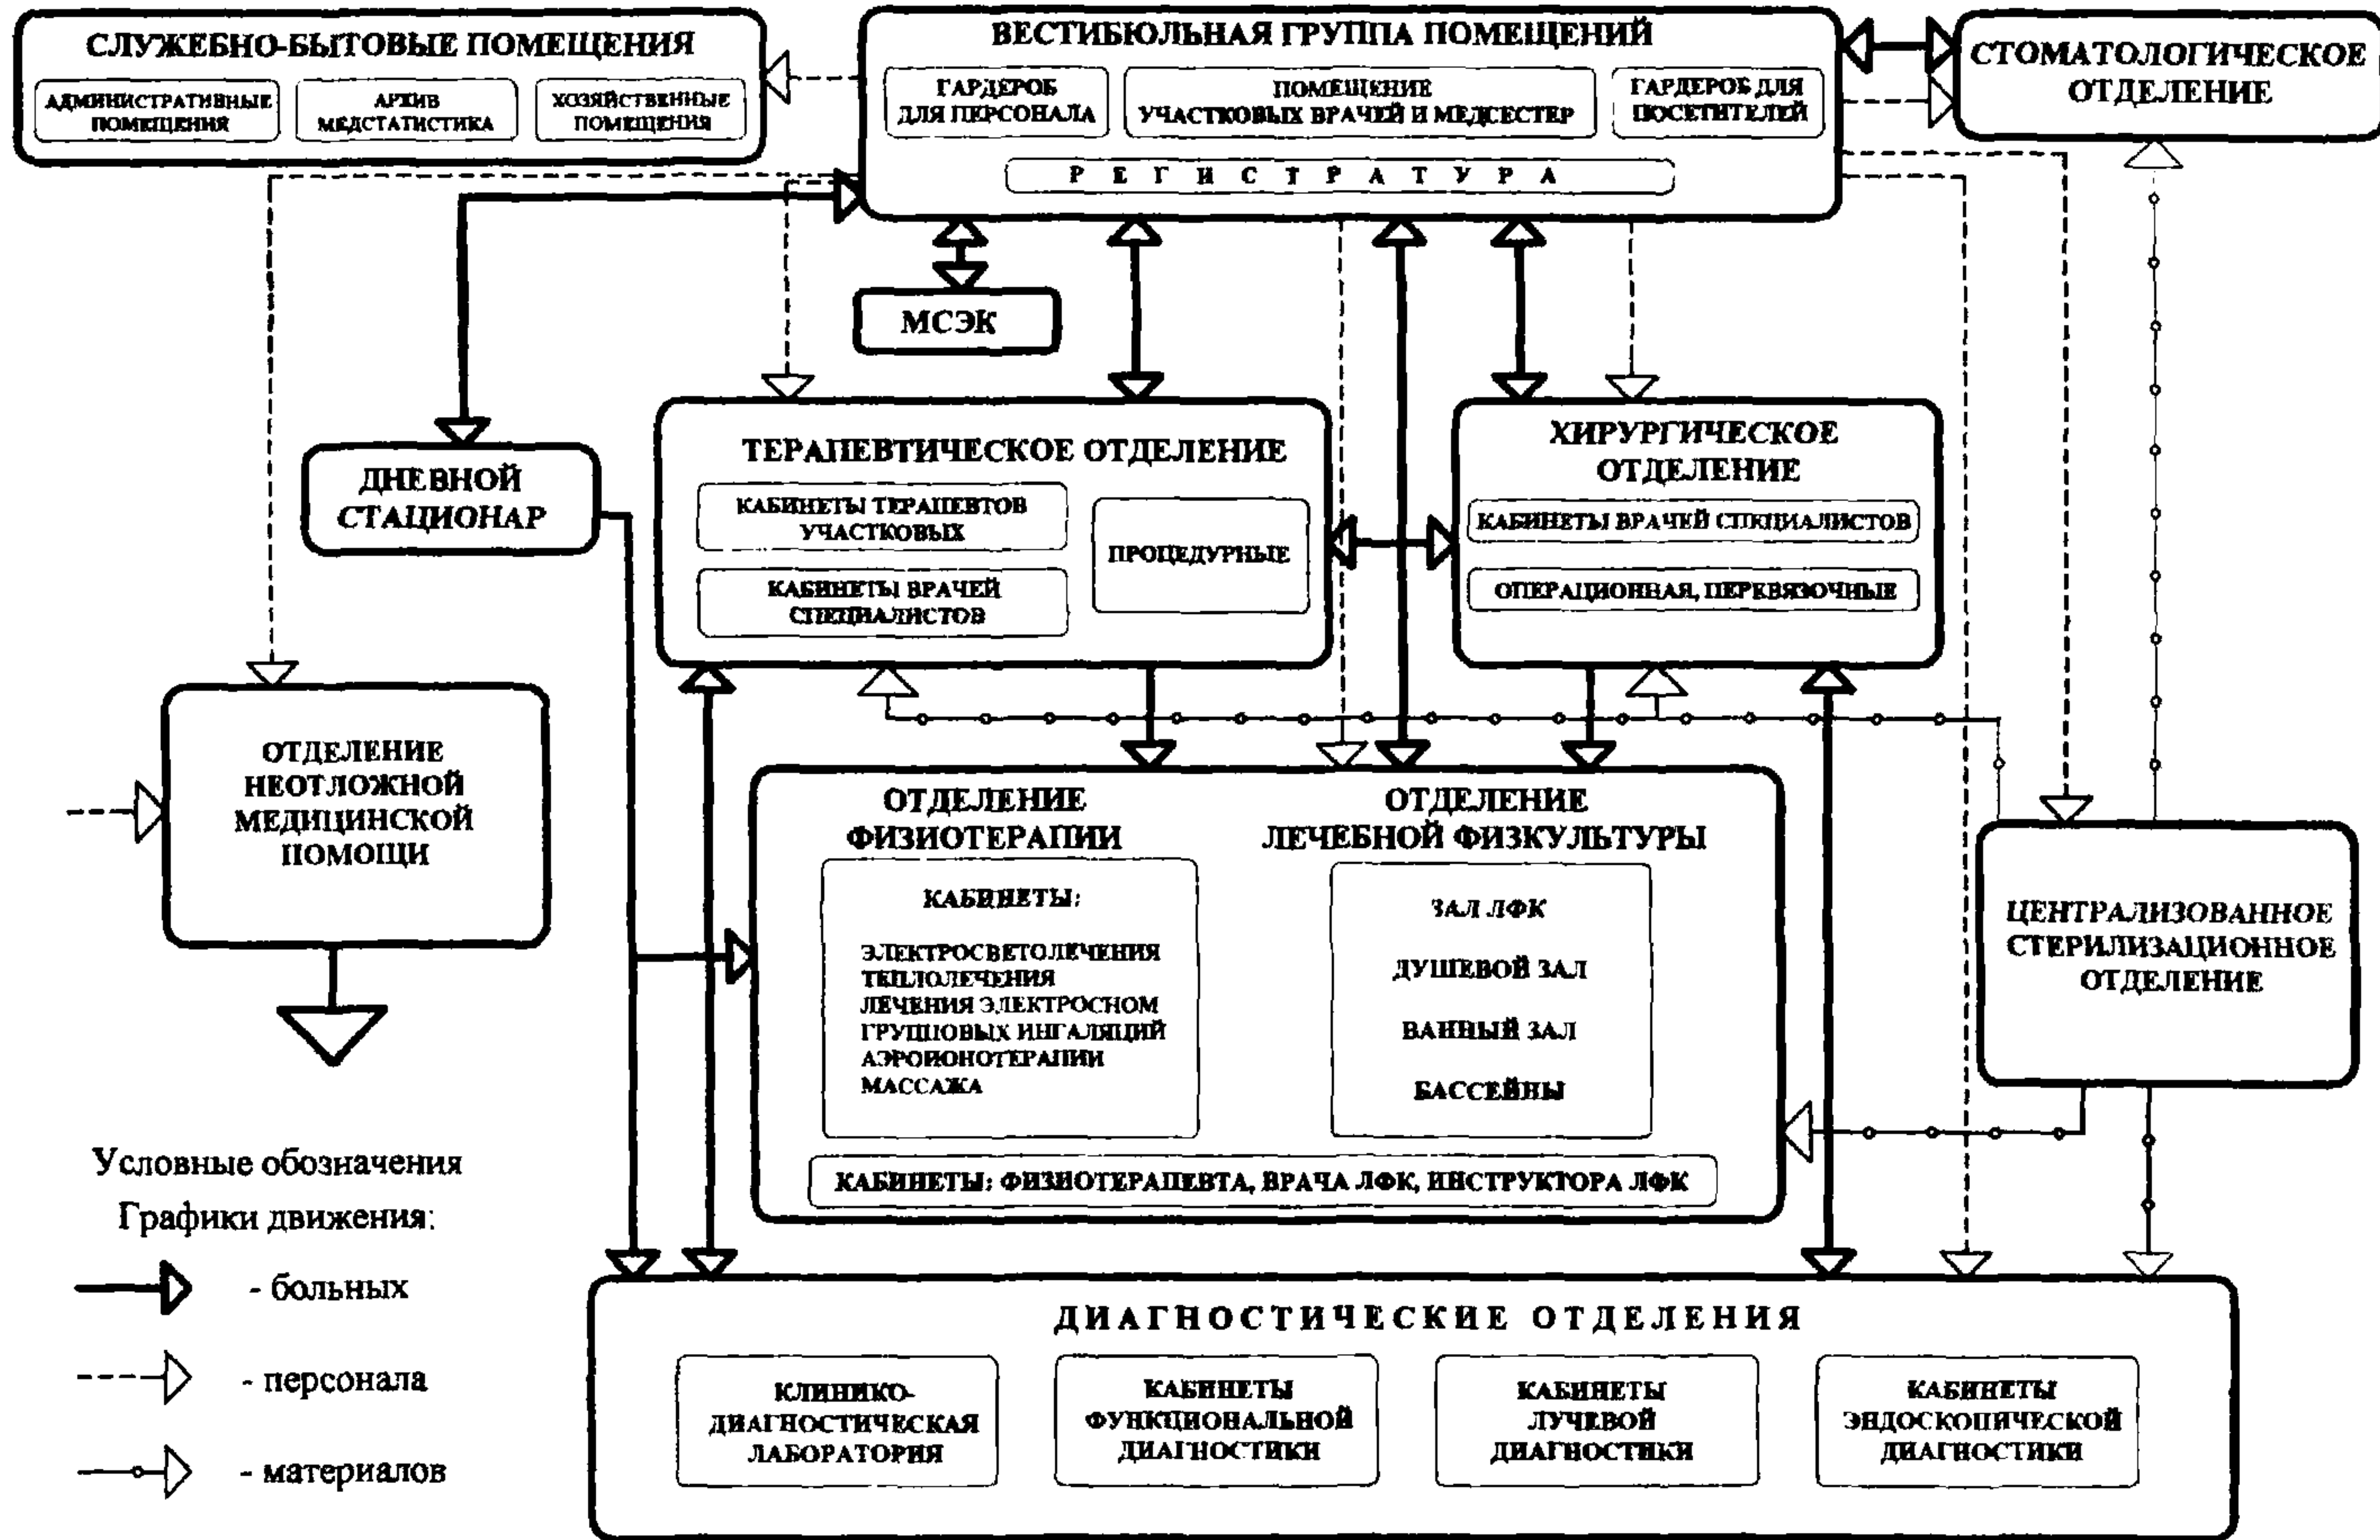 СЛУЖЕБНО-БЫТОВЫЕ ПОМЕЩЕНИЯ
АДМИНИСТРАТИВНЫЕ
ПОМЕЩЕНИЯ
АРХИВ
МЕДСТАТИСТИКА
ХОЗЯЙСТВЕННЫЕ
ПОМЕЩЕНИЯ
ВЕСТИБЮЛЬНАЯ ГРУППА ПОМЕЩЕНИЙ
ГАРДЕРОБ
ДЛЯ ПЕРСОНАЛА
ПОМЕЩЕНИЕ
УЧАСТКОВЫХ ВРАЧЕЙ И МЕДСЕСТЕР
ГАРДЕРОБ ДЛЯ
ПОСЕТИТЕЛЕЙ
РЕГИСТРАТУРА
СТОМАТОЛОГИЧЕСКОЕ
ОТДЕЛЕНИЕ
МСЭК
ДНЕВНОЙ
СТАЦИОНАР
ТЕРАПЕВТИЧЕСКОЕ ОТДЕЛЕНИЕ
КАБИНЕТЫ ТЕРАПЕВТОВ
УЧАСТКОВЫХ
КАБИНЕТЫ ВРАЧЕЙ
СПЕЦИАЛИСТОВ
ПРОЦЕДУРНЫЕ
ХИРУРГИЧЕСКОЕ
ОТДЕЛЕНИЕ
КАБИНЕТЫ ВРАЧЕЙ СПЕЦИАЛИСТОВ
ОПЕРАЦИОННАЯ, ПЕРЕВЯЗОЧНЫЕ
ОТДЕЛЕНИЕ
НЕОТЛОЖНОЙ
МЕДИЦИНСКОЙ
ПОМОЩИ
ОТДЕЛЕНИЕ
ФИЗИОТЕРАПИИ
КАБИНЕТЫ:
ЭЛЕКТРОСВЕТОЛЕЧЕНИЯ
ТЕПЛОЛЕЧЕНИЯ
ЛЕЧЕНИЯ ЭЛЕКТРОСНОМ
ГРУППОВЫХ ИНГАЛЯЦИЙ
АЭРОИОНОТЕРАПИИ
МАССАЖА
ОТДЕЛЕНИЕ
ЛЕЧЕБНОЙ ФИЗКУЛЬТУРЫ
ЗАЛ ЛФК
ДУШЕВОЙ ЗАЛ
ВАННЫЙ ЗАЛ
БАССЕЙНЫ
КАБИНЕТЫ: ФИЗИОТЕРАПЕВТА, ВРАЧА ЛФК, ИНСТРУКТОРА ЛФК
ЦЕНТРАЛИЗОВАННОЕ
СТЕРИЛИЗАЦИОННОЕ
ОТДЕЛЕНИЕ
Условные обозначения
Графики движения:
- больных
- персонала
- материалов
ДИАГНОСТИЧЕСКИЕ ОТДЕЛЕНИЯ
КЛИНИКО-
ДИАГНОСТИЧЕСКАЯ
ЛАБОРАТОРИЯ
КАБИНЕТЫ
ФУНКЦИОНАЛЬНОЙ
ДИАГНОСТИКИ
КАБИНЕТЫ
ЛУЧЕВОЙ
ДИАГНОСТИКИ
КАБИНЕТЫ
ЭНДОСКОПИЧЕСКОЙ
ДИАГНОСТИКИ